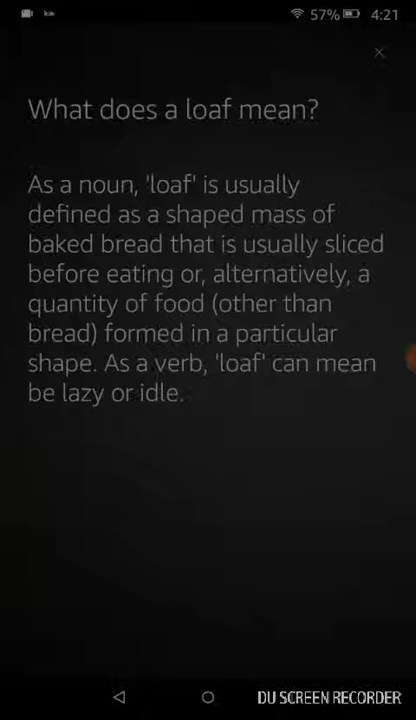 57% 4:21
What does a loaf mean?
As a noun, 'loaf' is usually
defined as a shaped mass of
baked bread that is usually sliced
before eating or, alternatively, a
quantity of food (other than
bread) formed in a particular
shape. As a verb, 'loaf' can mean
be lazy or idle.
DU SCREEN RECORDER